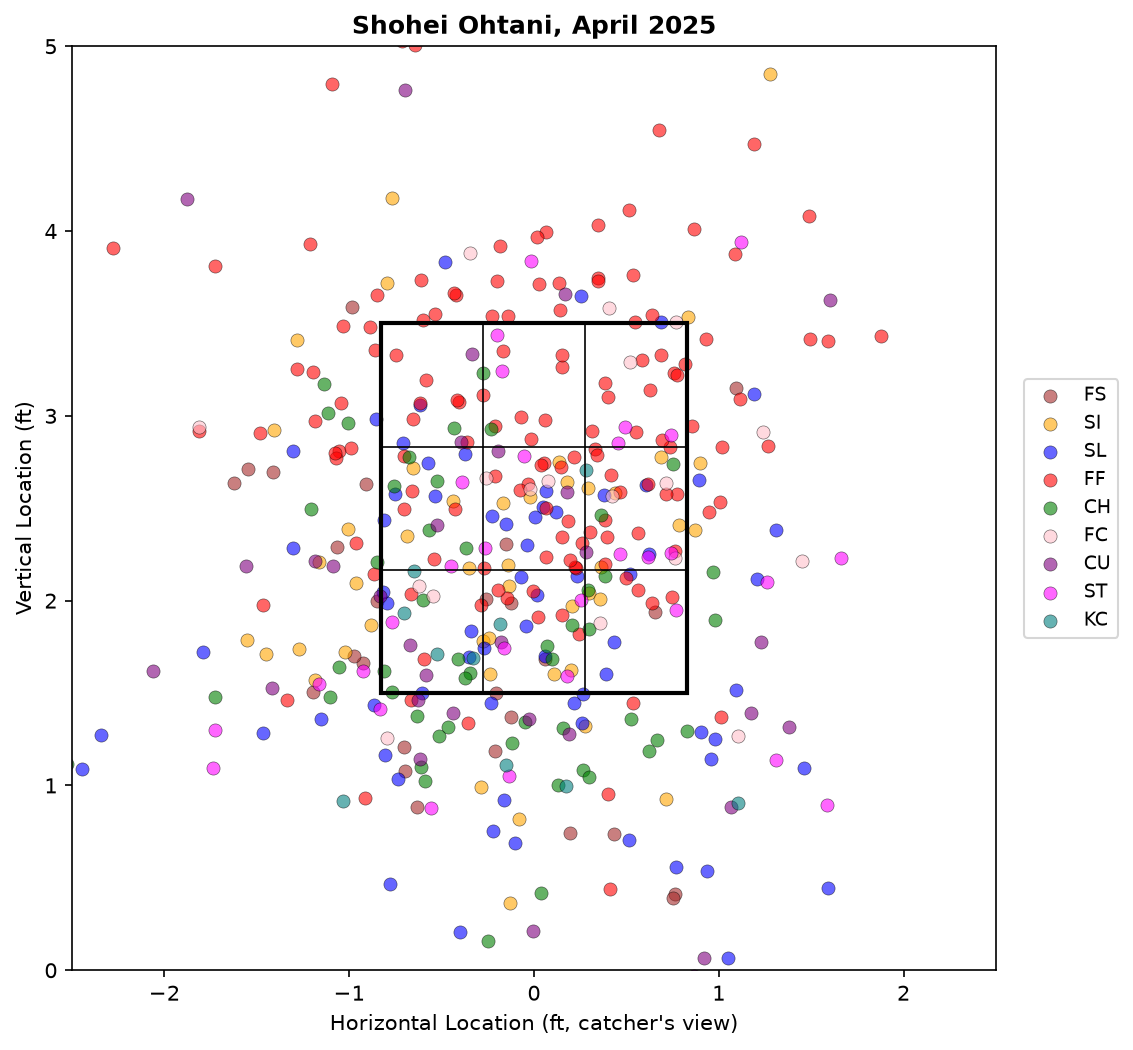 Shohei Ohtani, April 2025
5
4
3
2
1
0
Vertical Location (ft)
−2
−1
0
1
2
Horizontal Location (ft, catcher's view)
FS
SI
SL
FF
CH
FC
CU
ST
KC